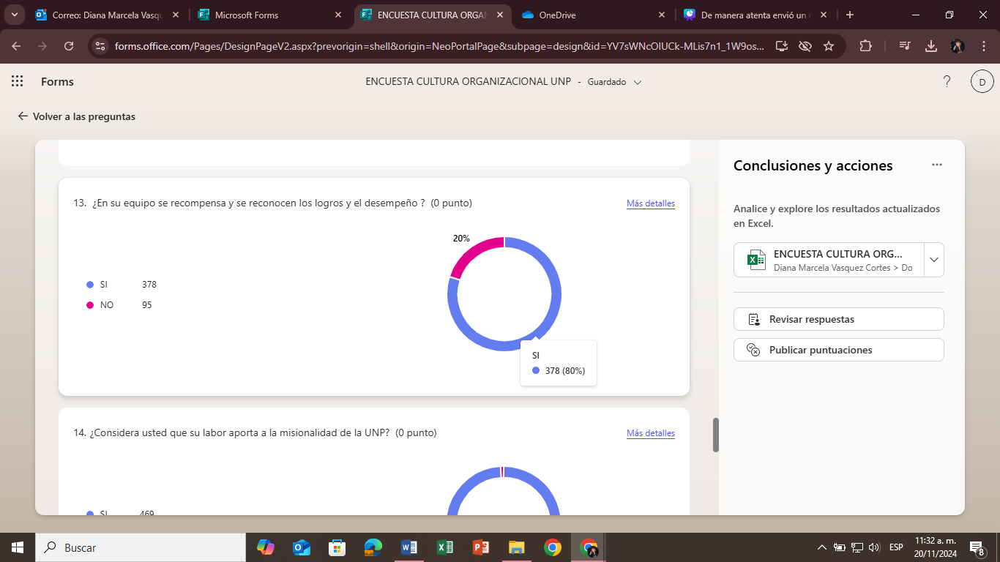 Correo: Diana Marcela Vasqu
Microsoft Forms
ENCUESTA CULTURA ORGAN
OneDrive
De manera atenta envió un
forms.office.com/Pages/DesignPageV2.aspx?prevorigin=shell&origin=NeoPortalPage&subpage=design&id=YV7sWNcOIUCk-MLis7n1_1W9os...
Forms
ENCUESTA CULTURA ORGANIZACIONAL UNP - Guardado
?
D
Volver a las preguntas
13. ¿En su equipo se recompensa y se reconocen los logros y el desempeño ? (0 punto)
Más detalles
20%
SI 378
NO 95
SI
378 (80%)
14. ¿Considera usted que su labor aporta a la misionalidad de la UNP? (0 punto)
Más detalles
SI 469
Conclusiones y acciones
Analice y explore los resultados actualizados
en Excel.
ENCUESTA CULTURA ORG...
Diana Marcela Vasquez Cortes > Do
Revisar respuestas
Publicar puntuaciones
Buscar
ESP
11:32 a. m.
20/11/2024
8